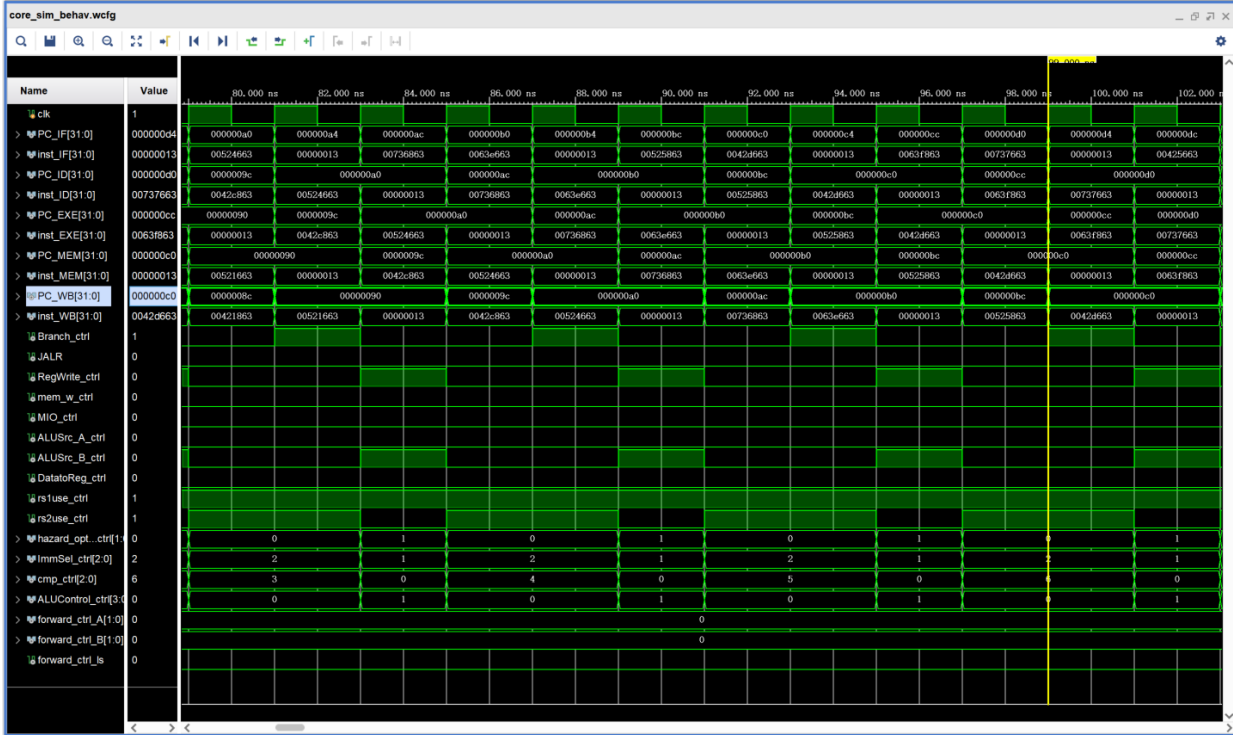 core_sim_behav.wcfg
99.000 ns
Name Value 80.000 ns 82.000 ns 84.000 ns 86.000 ns 88.000 ns 90.000 ns 92.000 ns 94.000 ns 96.000 ns 98.000 100.000 ns 102.000
clk 1
PC_IF[31:0] 000000d4 000000a0 000000a4 000000ac 000000b0 000000b4 000000bc 000000c0 000000c4 000000cc 000000d0 000000d4 000000dc
inst_IF[31:0] 00000013 00524663 00000013 00736863 0063e663 00000013 00525863 0042d663 00000013 0063f863 00737663 00000013 00425663
PC_ID[31:0] 000000d0 0000009c 000000a0 000000ac 000000b0 000000bc 000000c0 000000cc 000000d0
inst_ID[31:0] 00737663 0042c863 00524663 00000013 00736863 0063e663 00000013 00525863 0042d663 00000013 0063f863 00737663 00000013
PC_EXE[31:0] 000000cc 00000090 0000009c 000000a0 000000ac 000000b0 000000bc 000000c0 000000cc 000000d0
inst_EXE[31:0] 0063f863 00000013 0042c863 00524663 00000013 00736863 0063e663 00000013 00525863 0042d663 00000013 0063f863 00737663
PC_MEM[31:0] 000000c0 00000090 0000009c 000000a0 000000ac 000000b0 000000bc 000000c0 000000cc
inst_MEM[31:0] 00000013 00521663 00000013 0042c863 00524663 00000013 00736863 0063e663 00000013 00525863 0042d663 00000013 0063f863
PC_WB[31:0] 000000c0 0000008c 00000090 0000009c 000000a0 000000ac 000000b0 000000bc 000000c0
inst_WB[31:0] 0042d663 00421863 00521663 00000013 0042c863 00524663 00000013 00736863 0063e663 00000013 00525863 0042d663 00000013
Branch_ctrl 1
JALR 0
RegWrite_ctrl 0
mem_w_ctrl 0
MIO_ctrl 0
ALUSrc_A_ctrl 0
ALUSrc_B_ctrl 0
DatatoReg_ctrl 0
rs1use_ctrl 1
rs2use_ctrl 1
hazard_opt...ctrl[1: 0 0 1 0 1 0 1 0 1
ImmSel_ctrl[2:0] 2 2 1 2 1 2 1 2 1
cmp_ctrl[2:0] 6 3 0 4 0 5 0 6 0
ALUControl_ctrl[3: 0 0 1 0 1 0 1 0 1
forward_ctrl_A[1:0] 0 0
forward_ctrl_B[1:0] 0 0
forward_ctrl_ls 0